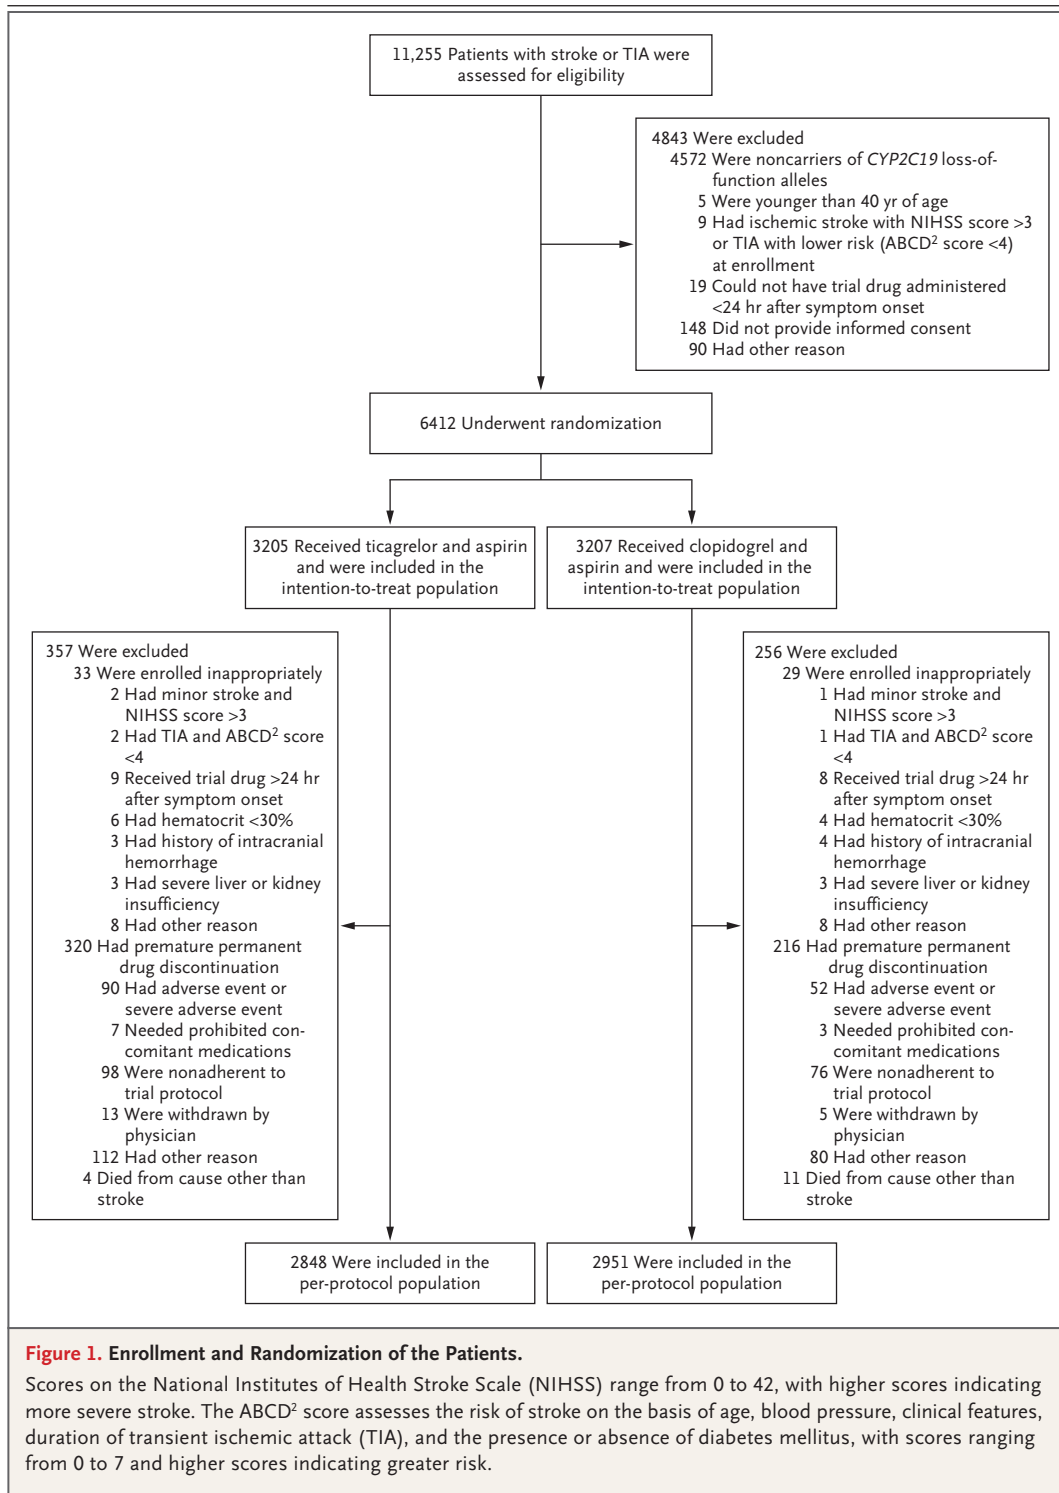 11,255 Patients with stroke or TIA were
assessed for eligibility
4843 Were excluded
4572 Were noncarriers of CYP2C19 loss-of-
function alleles
5 Were younger than 40 yr of age
9 Had ischemic stroke with NIHSS score >3
or TIA with lower risk (ABCD² score <4)
at enrollment
19 Could not have trial drug administered
<24 hr after symptom onset
148 Did not provide informed consent
90 Had other reason
6412 Underwent randomization
3205 Received ticagrelor and aspirin
and were included in the
intention-to-treat population
3207 Received clopidogrel and
aspirin and were included in the
intention-to-treat population
357 Were excluded
33 Were enrolled inappropriately
2 Had minor stroke and
NIHSS score >3
2 Had TIA and ABCD² score
<4
9 Received trial drug >24 hr
after symptom onset
6 Had hematocrit <30%
3 Had history of intracranial
hemorrhage
3 Had severe liver or kidney
insufficiency
8 Had other reason
320 Had premature permanent
drug discontinuation
90 Had adverse event or
severe adverse event
7 Needed prohibited con-
comitant medications
98 Were nonadherent to
trial protocol
13 Were withdrawn by
physician
112 Had other reason
4 Died from cause other than
stroke
256 Were excluded
29 Were enrolled inappropriately
1 Had minor stroke and
NIHSS score >3
1 Had TIA and ABCD² score
<4
8 Received trial drug >24 hr
after symptom onset
4 Had hematocrit <30%
4 Had history of intracranial
hemorrhage
3 Had severe liver or kidney
insufficiency
8 Had other reason
216 Had premature permanent
drug discontinuation
52 Had adverse event or
severe adverse event
3 Needed prohibited con-
comitant medications
76 Were nonadherent to
trial protocol
5 Were withdrawn by
physician
80 Had other reason
11 Died from cause other than
stroke
2848 Were included in the
per-protocol population
2951 Were included in the
per-protocol population
Figure 1. Enrollment and Randomization of the Patients.
Scores on the National Institutes of Health Stroke Scale (NIHSS) range from 0 to 42, with higher scores indicating
more severe stroke. The ABCD² score assesses the risk of stroke on the basis of age, blood pressure, clinical features,
duration of transient ischemic attack (TIA), and the presence or absence of diabetes mellitus, with scores ranging
from 0 to 7 and higher scores indicating greater risk.